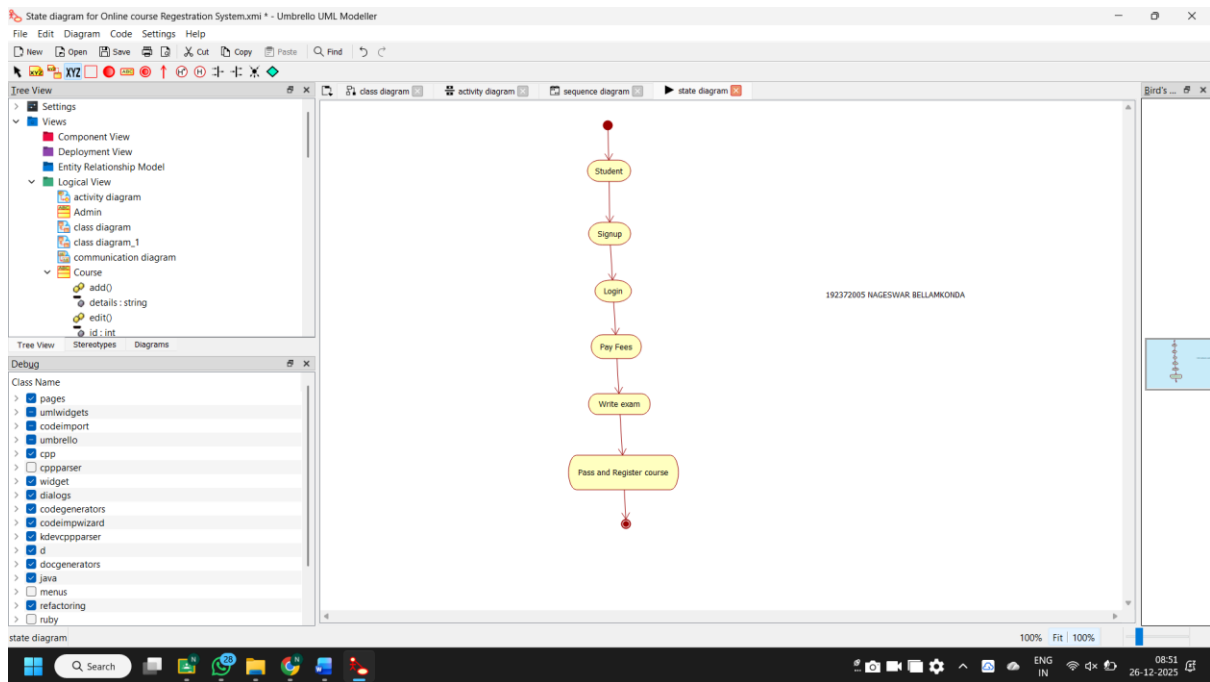 State diagram for Online course Regestration System.xmi * - Umbrello UML Modeller
File Edit Diagram Code Settings Help
New Open Save Cut Copy Paste Find
XYZ XYZ ABC H* H
Tree View
class diagram activity diagram sequence diagram state diagram
Bird's ...
Settings
Views
Component View
Deployment View
Entity Relationship Model
Logical View
activity diagram
Admin
class diagram
class diagram_1
communication diagram
Course
add()
details : string
edit()
id : int
Tree View Stereotypes Diagrams
Debug
Class Name
pages
umlwidgets
codeimport
umbrello
cpp
cppparser
widget
dialogs
codegenerators
codeimpwizard
kdevcppparser
d
docgenerators
java
menus
refactoring
ruby
Student
Signup
Login
192372005 NAGESWAR BELLAMKONDA
Pay Fees
Write exam
Pass and Register course
state diagram
100% Fit 100%
Search
28
ENG
IN
08:51
26-12-2025